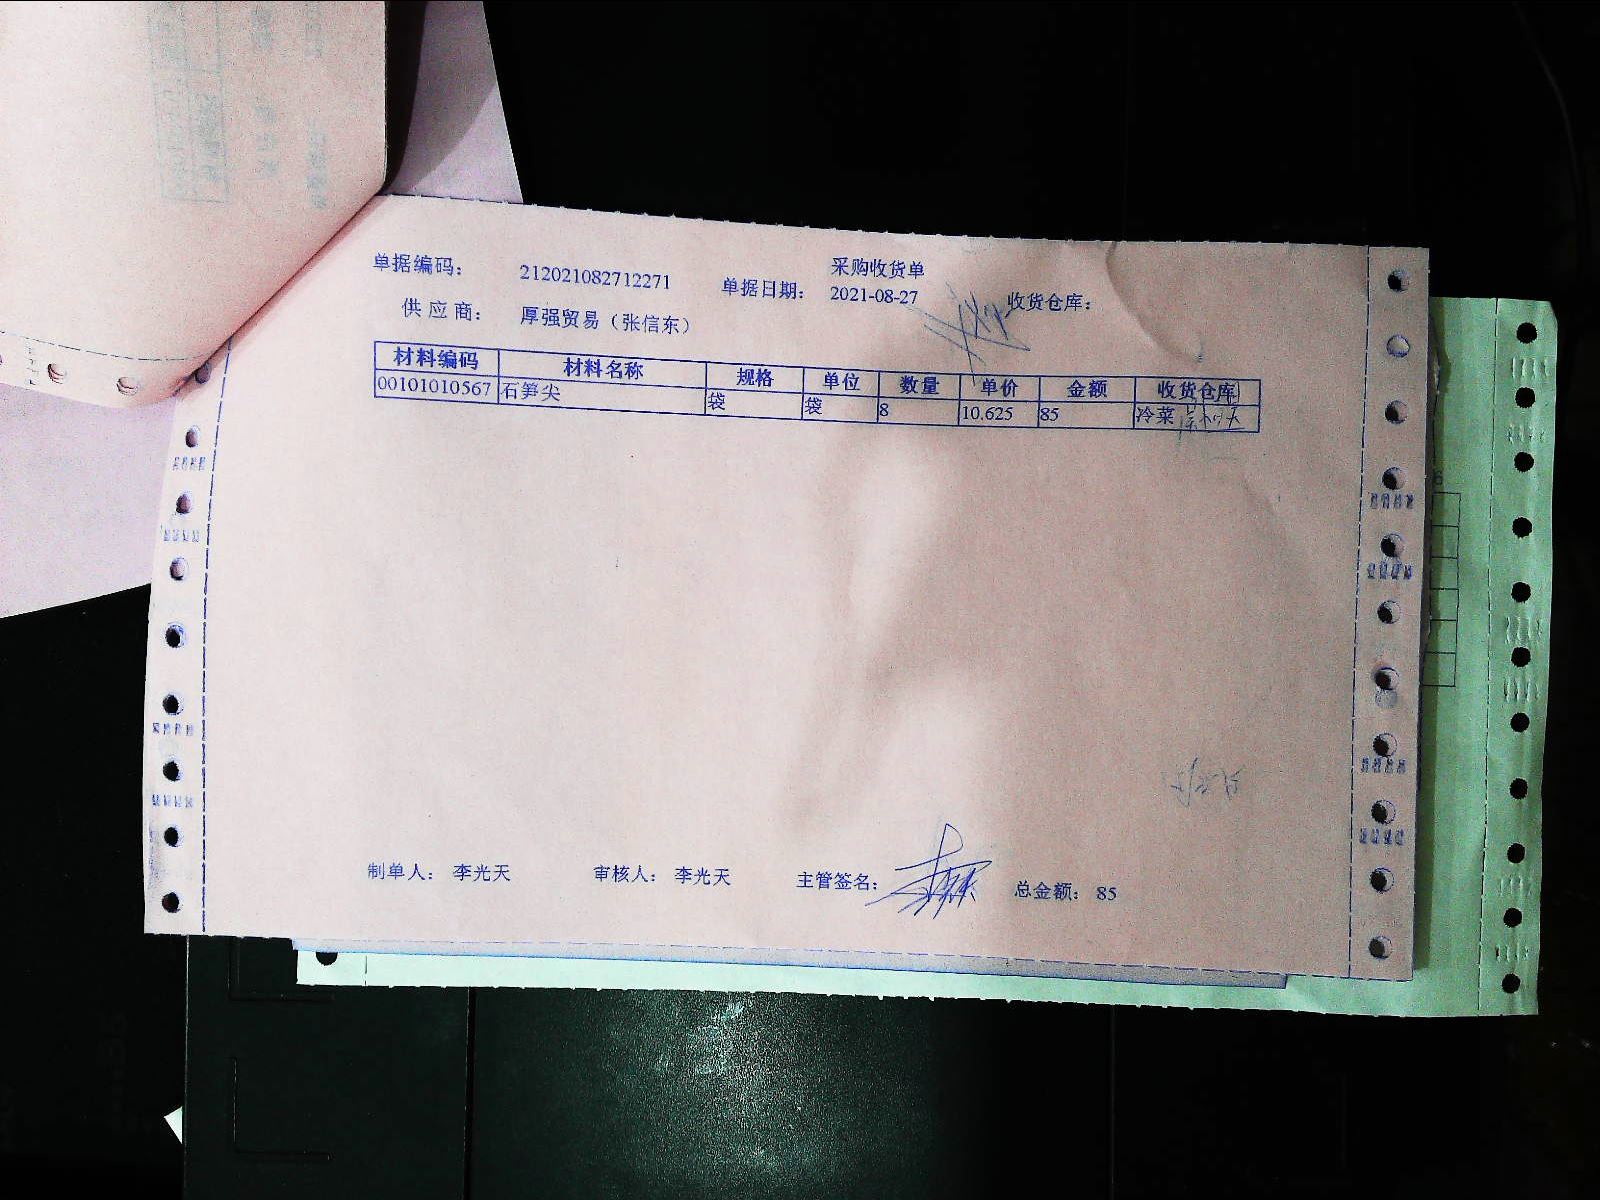 采购收货单
单据编码： 212021082712271 单据日期： 2021-08-27 收货仓库：
供应商： 厚强贸易（张信东）
材料编码 材料名称 规格 单位 数量 单价 金额 收货仓库
00101010567 石笋尖 袋 袋 8 10.625 85 冷菜
制单人： 李光天 审核人： 李光天 主管签名： 总金额： 85